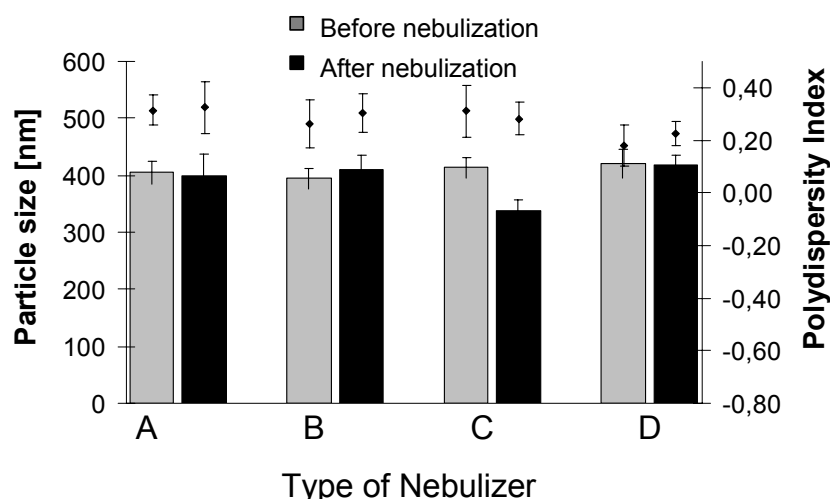 Before nebulization
After nebulization
600
500
400
300
200
100
0
Particle size [nm]
0,40
0,20
0,00
-0,20
-0,40
-0,60
-0,80
Polydispersity Index
A B C D
Type of Nebulizer